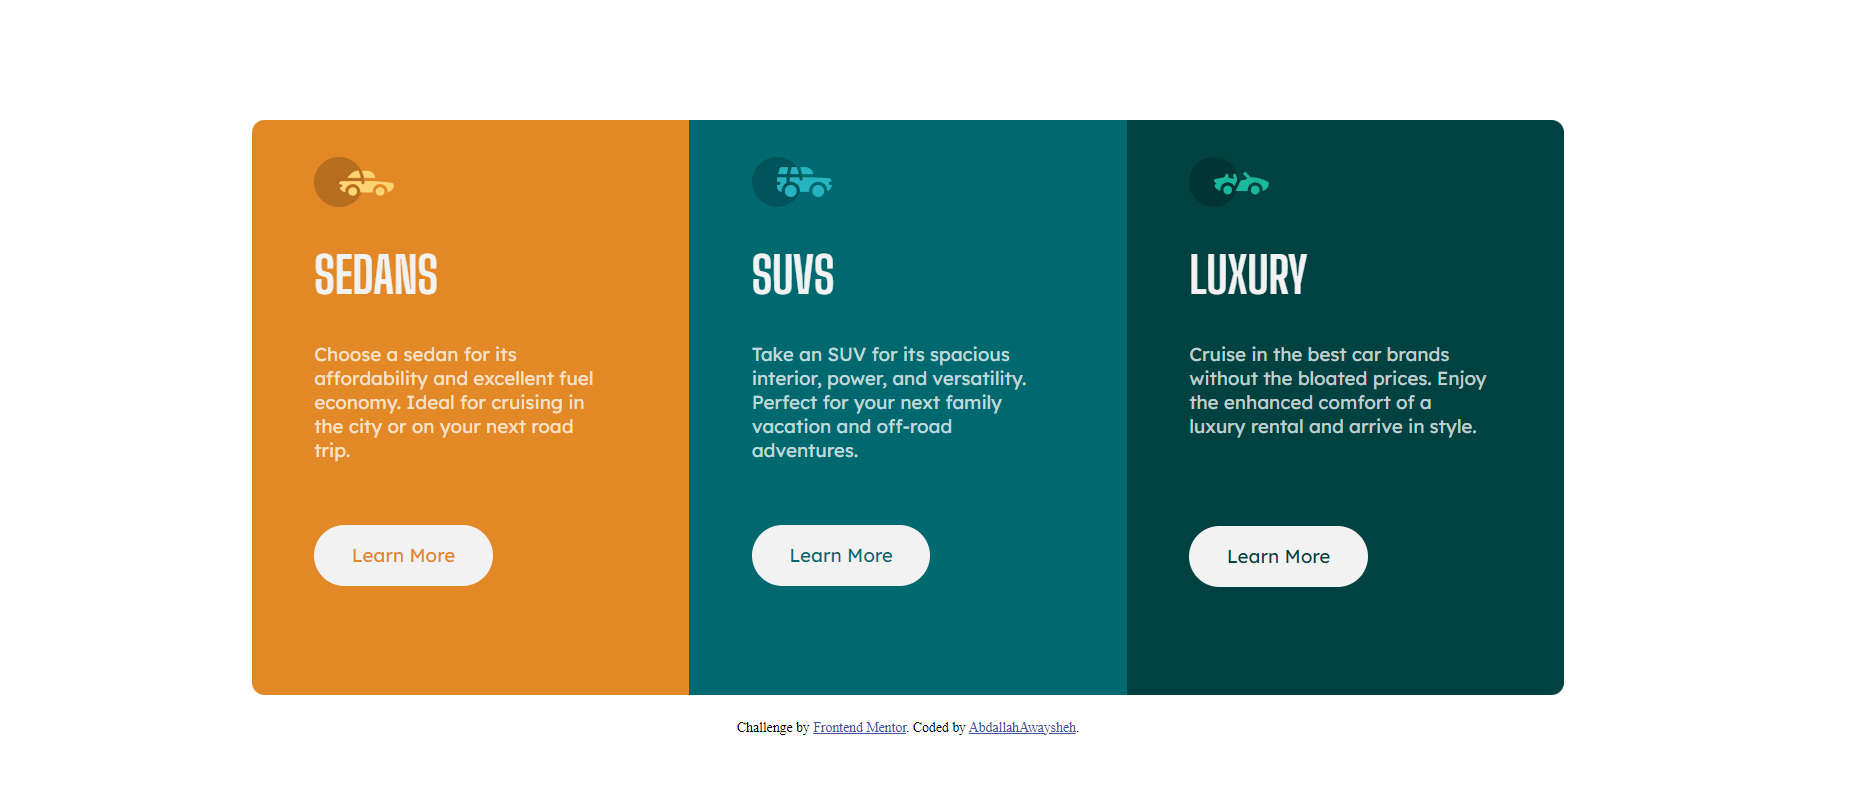 SEDANS
Choose a sedan for its
affordability and excellent fuel
economy. Ideal for cruising in
the city or on your next road
trip.
Learn More
SUVS
Take an SUV for its spacious
interior, power, and versatility.
Perfect for your next family
vacation and off-road
adventures.
Learn More
LUXURY
Cruise in the best car brands
without the bloated prices. Enjoy
the enhanced comfort of a
luxury rental and arrive in style.
Learn More
Challenge by Frontend Mentor. Coded by AbdallahAwaysheh.